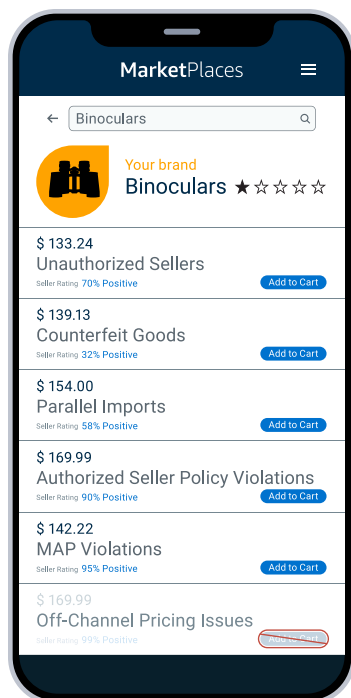 MarketPlaces
Binoculars
Your brand
Binoculars
$ 133.24
Unauthorized Sellers
Seller Rating 70% Positive
Add to Cart
$ 139.13
Counterfeit Goods
Seller Rating 32% Positive
Add to Cart
$ 154.00
Parallel Imports
Seller Rating 58% Positive
Add to Cart
$ 169.99
Authorized Seller Policy Violations
Seller Rating 90% Positive
Add to Cart
$ 142.22
MAP Violations
Seller Rating 95% Positive
Add to Cart
$ 169.99
Off-Channel Pricing Issues
Seller Rating 99% Positive
Add to Cart